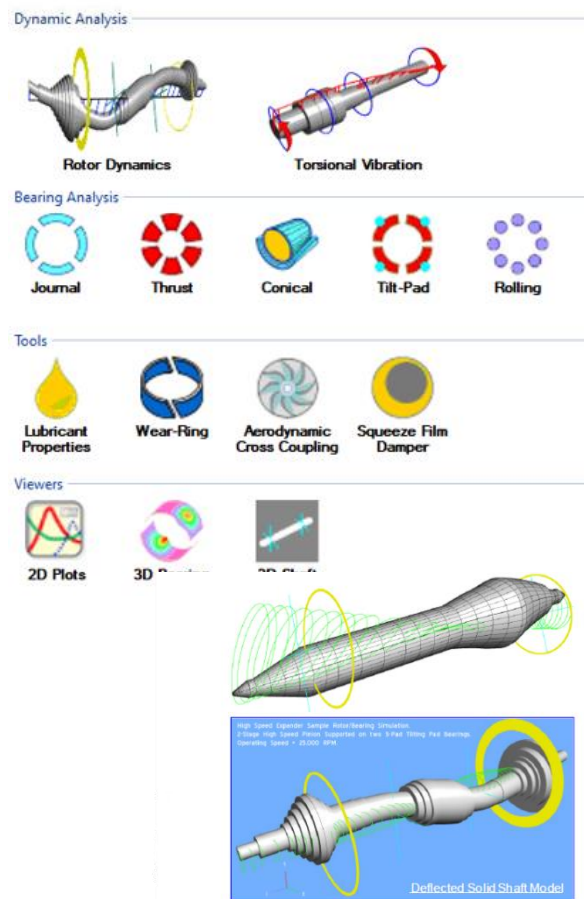 Dynamic Analysis
Rotor Dynamics
Torsional Vibration
Bearing Analysis
Journal
Thrust
Conical
Tilt-Pad
Rolling
Tools
Lubricant
Properties
Wear-Ring
Aerodynamic
Cross Coupling
Squeeze Film
Damper
Viewers
2D Plots
3D
High Speed Expander Sample Rotor/Bearing Simulation.
2-Stage High Speed Pinion Supported on two 5-Pad Tilting Pad Bearings.
Operating Speed = 25,000 RPM
Deflected Solid Shaft Model